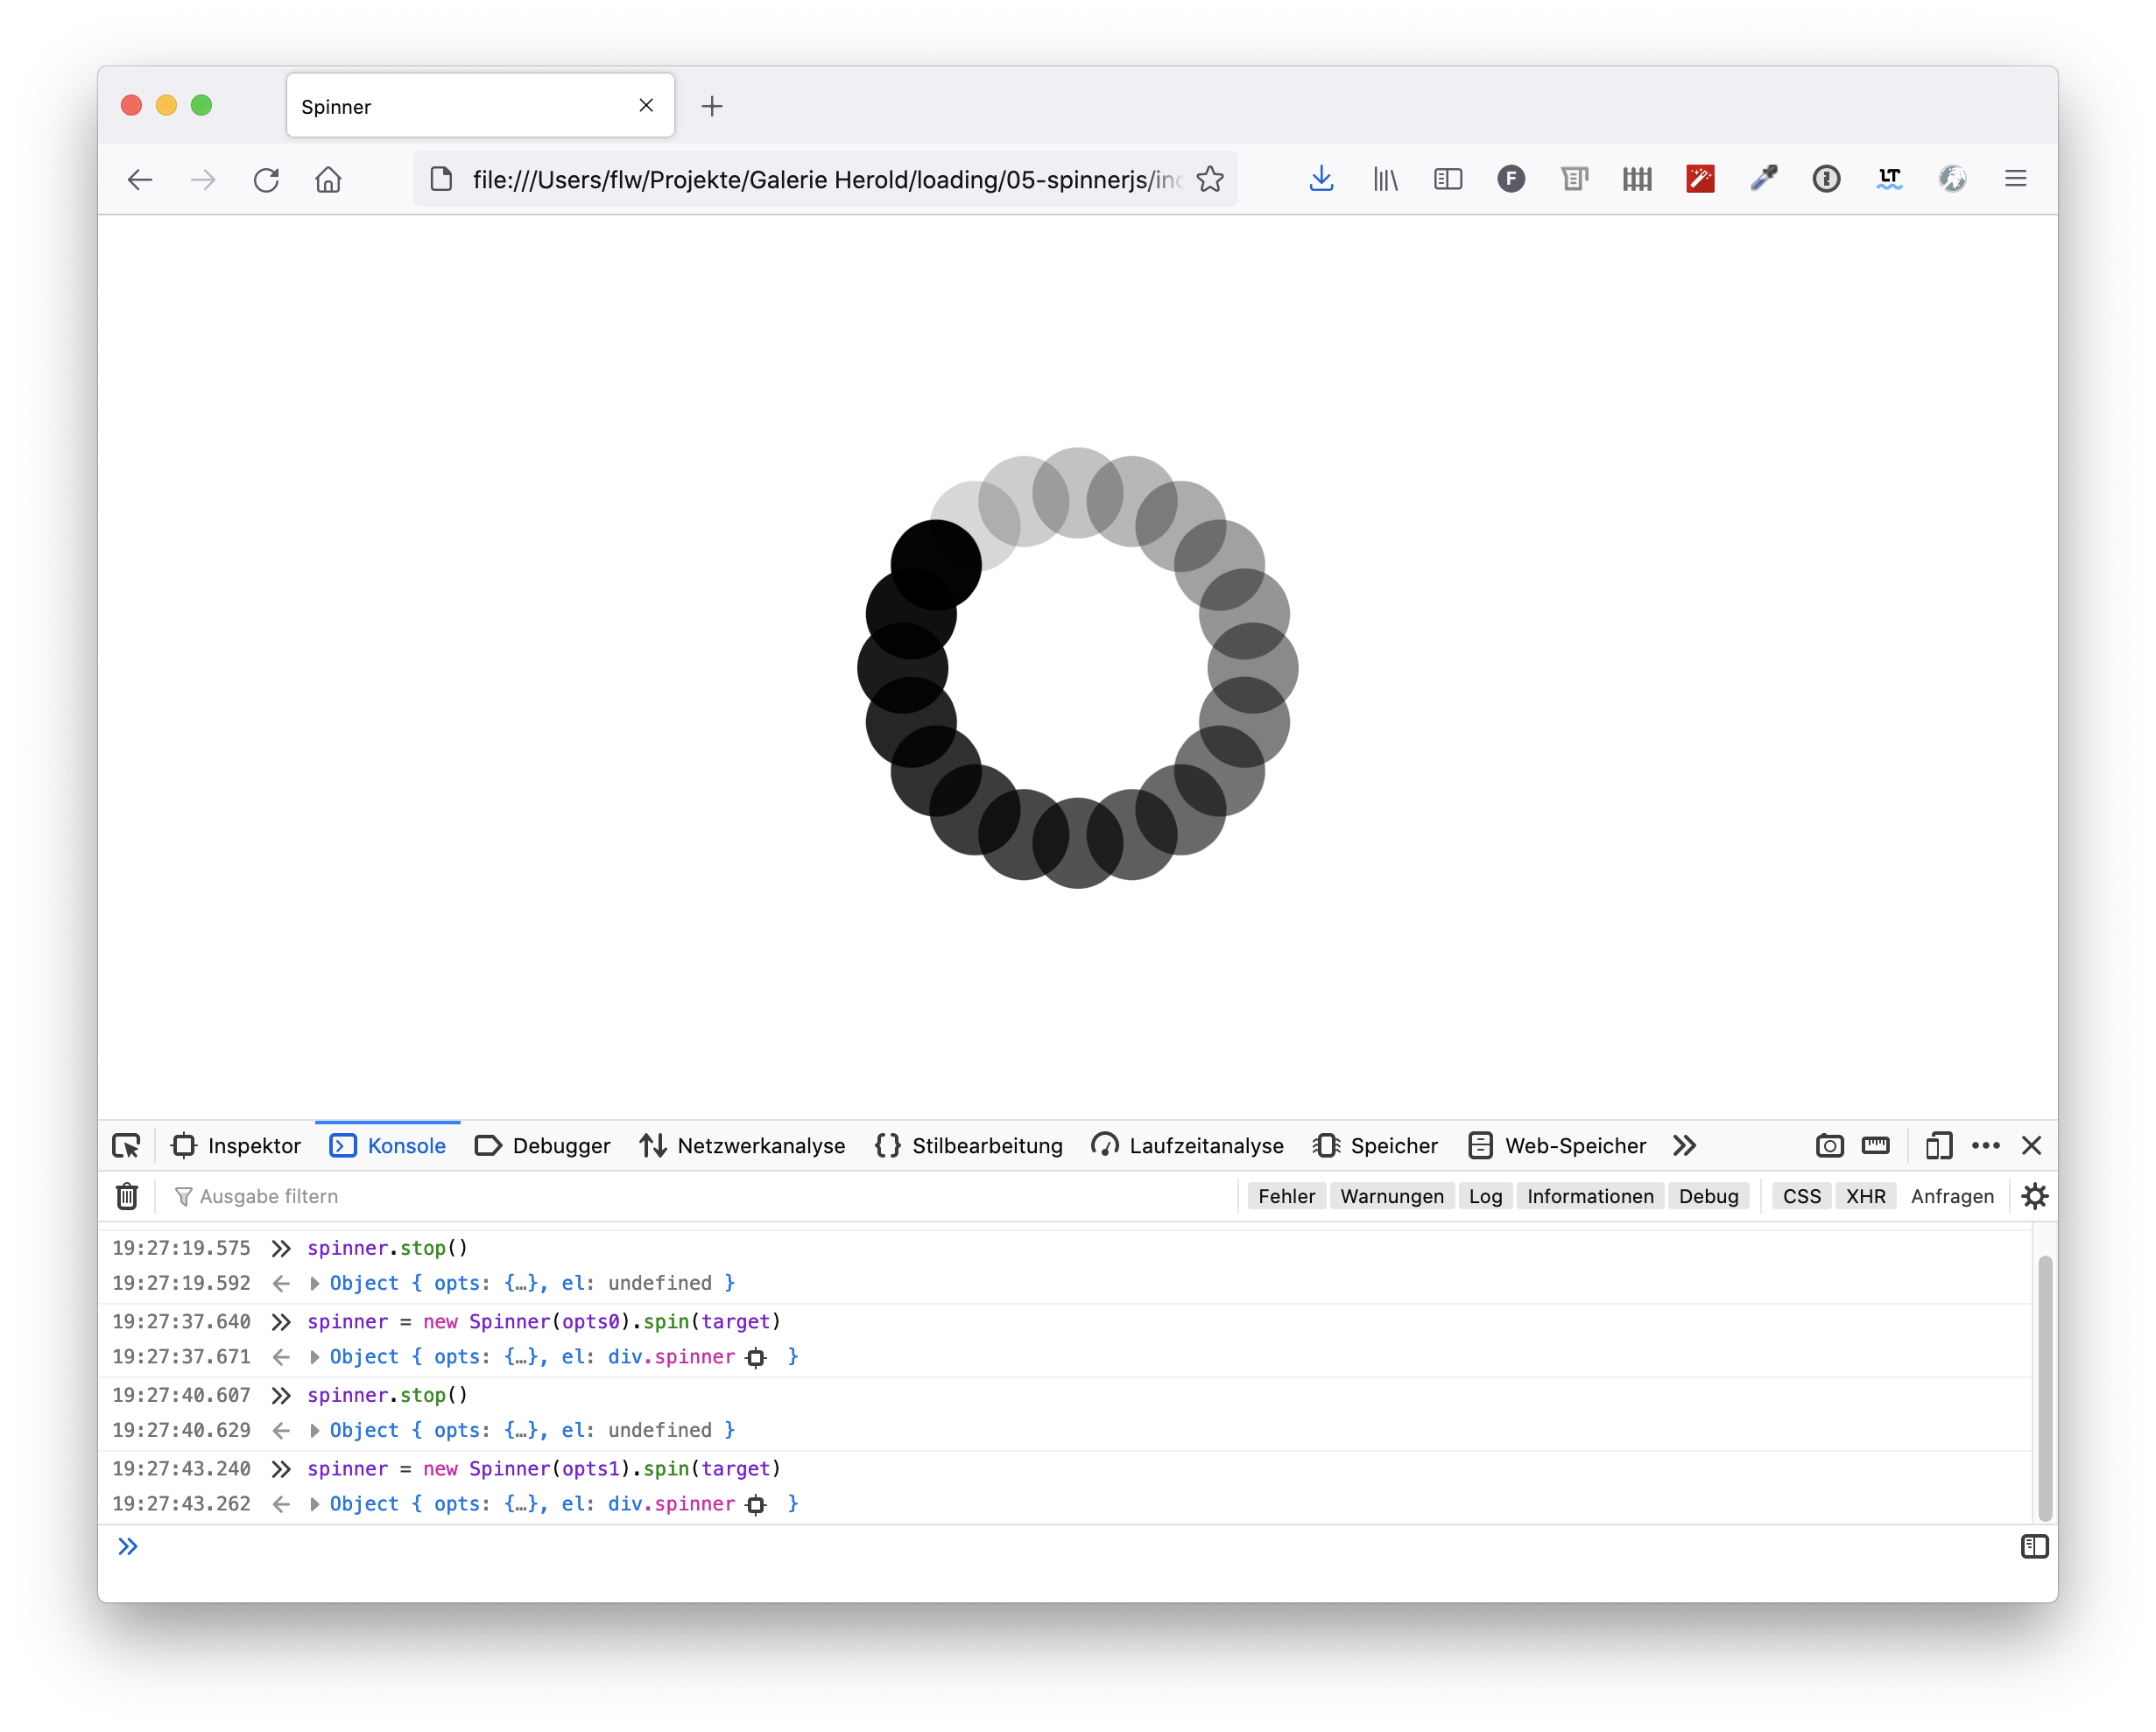 Spinner
file:///Users/flw/Projekte/Galerie Herold/loading/05-spinnerjs/inc
F
LT
Inspektor Konsole Debugger Netzwerkanalyse Stilbearbeitung Laufzeitanalyse Speicher Web-Speicher
Ausgabe filtern Fehler Warnungen Log Informationen Debug CSS XHR Anfragen
19:27:19.575 spinner.stop()
19:27:19.592 Object { opts: {…}, el: undefined }
19:27:37.640 spinner = new Spinner(opts0).spin(target)
19:27:37.671 Object { opts: {…}, el: div.spinner }
19:27:40.607 spinner.stop()
19:27:40.629 Object { opts: {…}, el: undefined }
19:27:43.240 spinner = new Spinner(opts1).spin(target)
19:27:43.262 Object { opts: {…}, el: div.spinner }